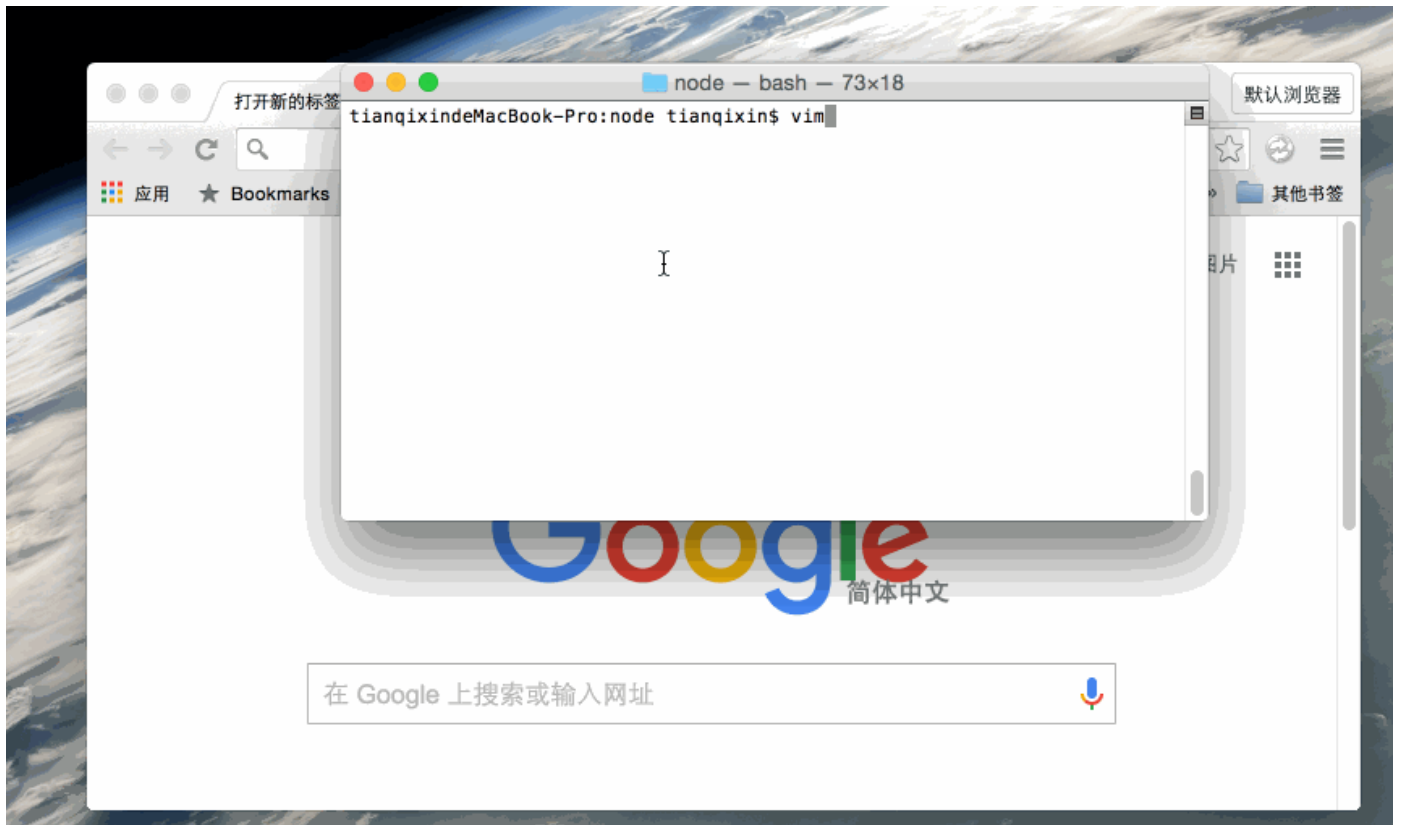 node — bash — 73×18
打开新的标签
默认浏览器
tianqixindeMacBook-Pro:node tianqixin$ vim
应用
Bookmarks
»
其他书签
图片
Google
简体中文
在 Google 上搜索或输入网址